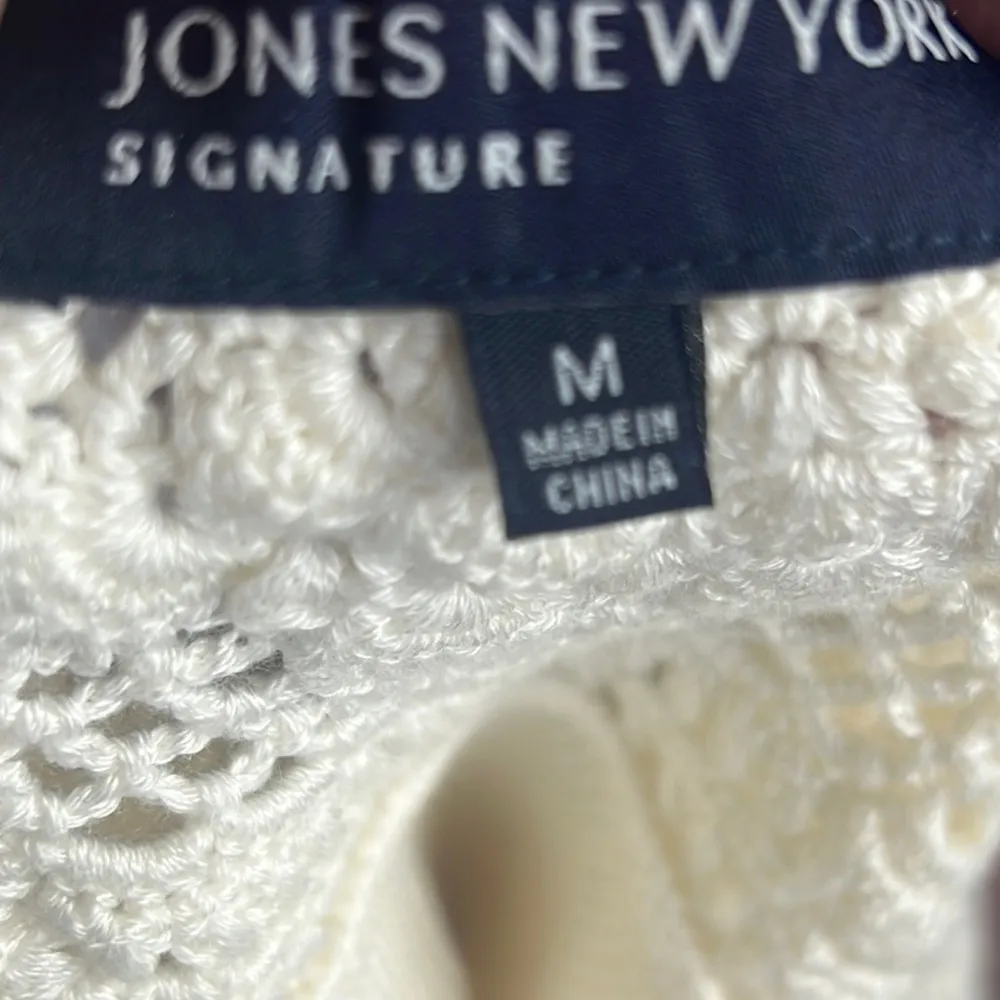 JONES NEW YORK
SIGNATURE
M
MADE IN
CHINA